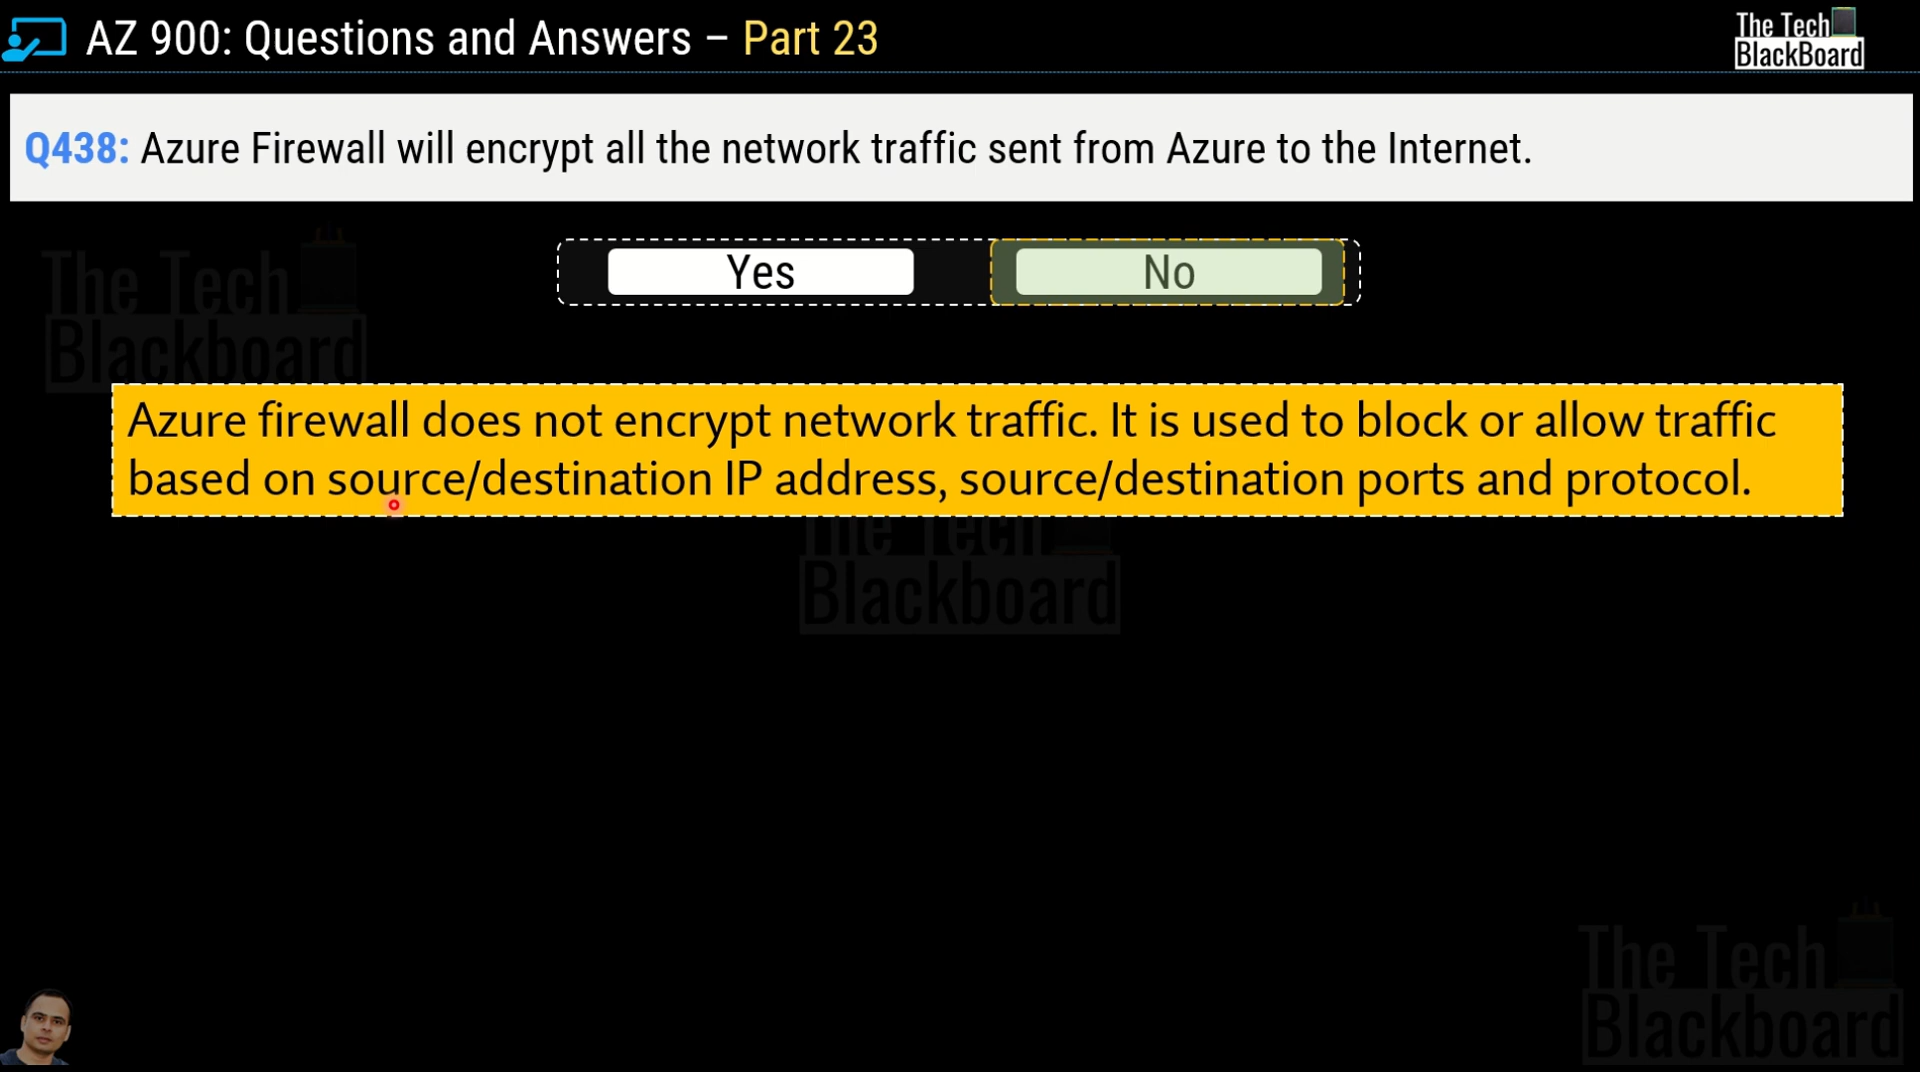 AZ 900: Questions and Answers – Part 23
The Tech
BlackBoard
Q438: Azure Firewall will encrypt all the network traffic sent from Azure to the Internet.
Yes No
The Tech
Blackboard
Azure firewall does not encrypt network traffic. It is used to block or allow traffic
based on source/destination IP address, source/destination ports and protocol.
The Tech
Blackboard
The Tech
Blackboard